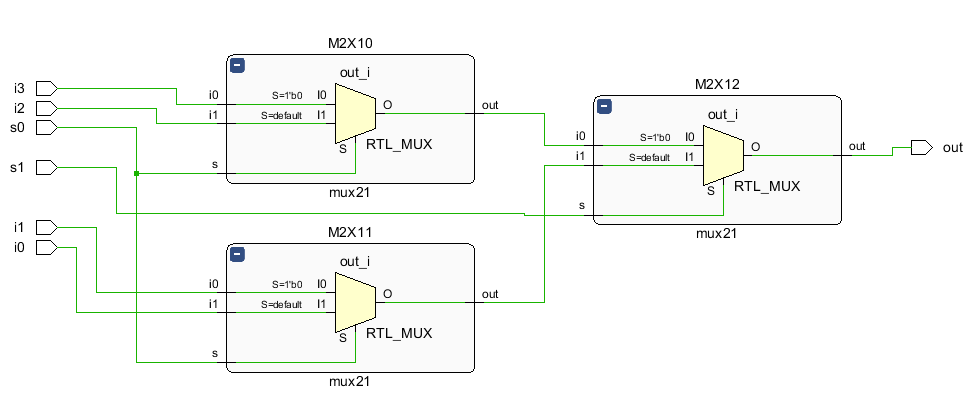 M2X10
out_i
i3
i2
s0
s1
i1
i0
i0
i1
s
S=1'b0
S=default
I0
I1
S
O
RTL_MUX
out
mux21
M2X11
out_i
i0
i1
s
S=1'b0
S=default
I0
I1
S
O
RTL_MUX
out
mux21
M2X12
out_i
i0
i1
s
S=1'b0
S=default
I0
I1
S
O
RTL_MUX
out
mux21
out